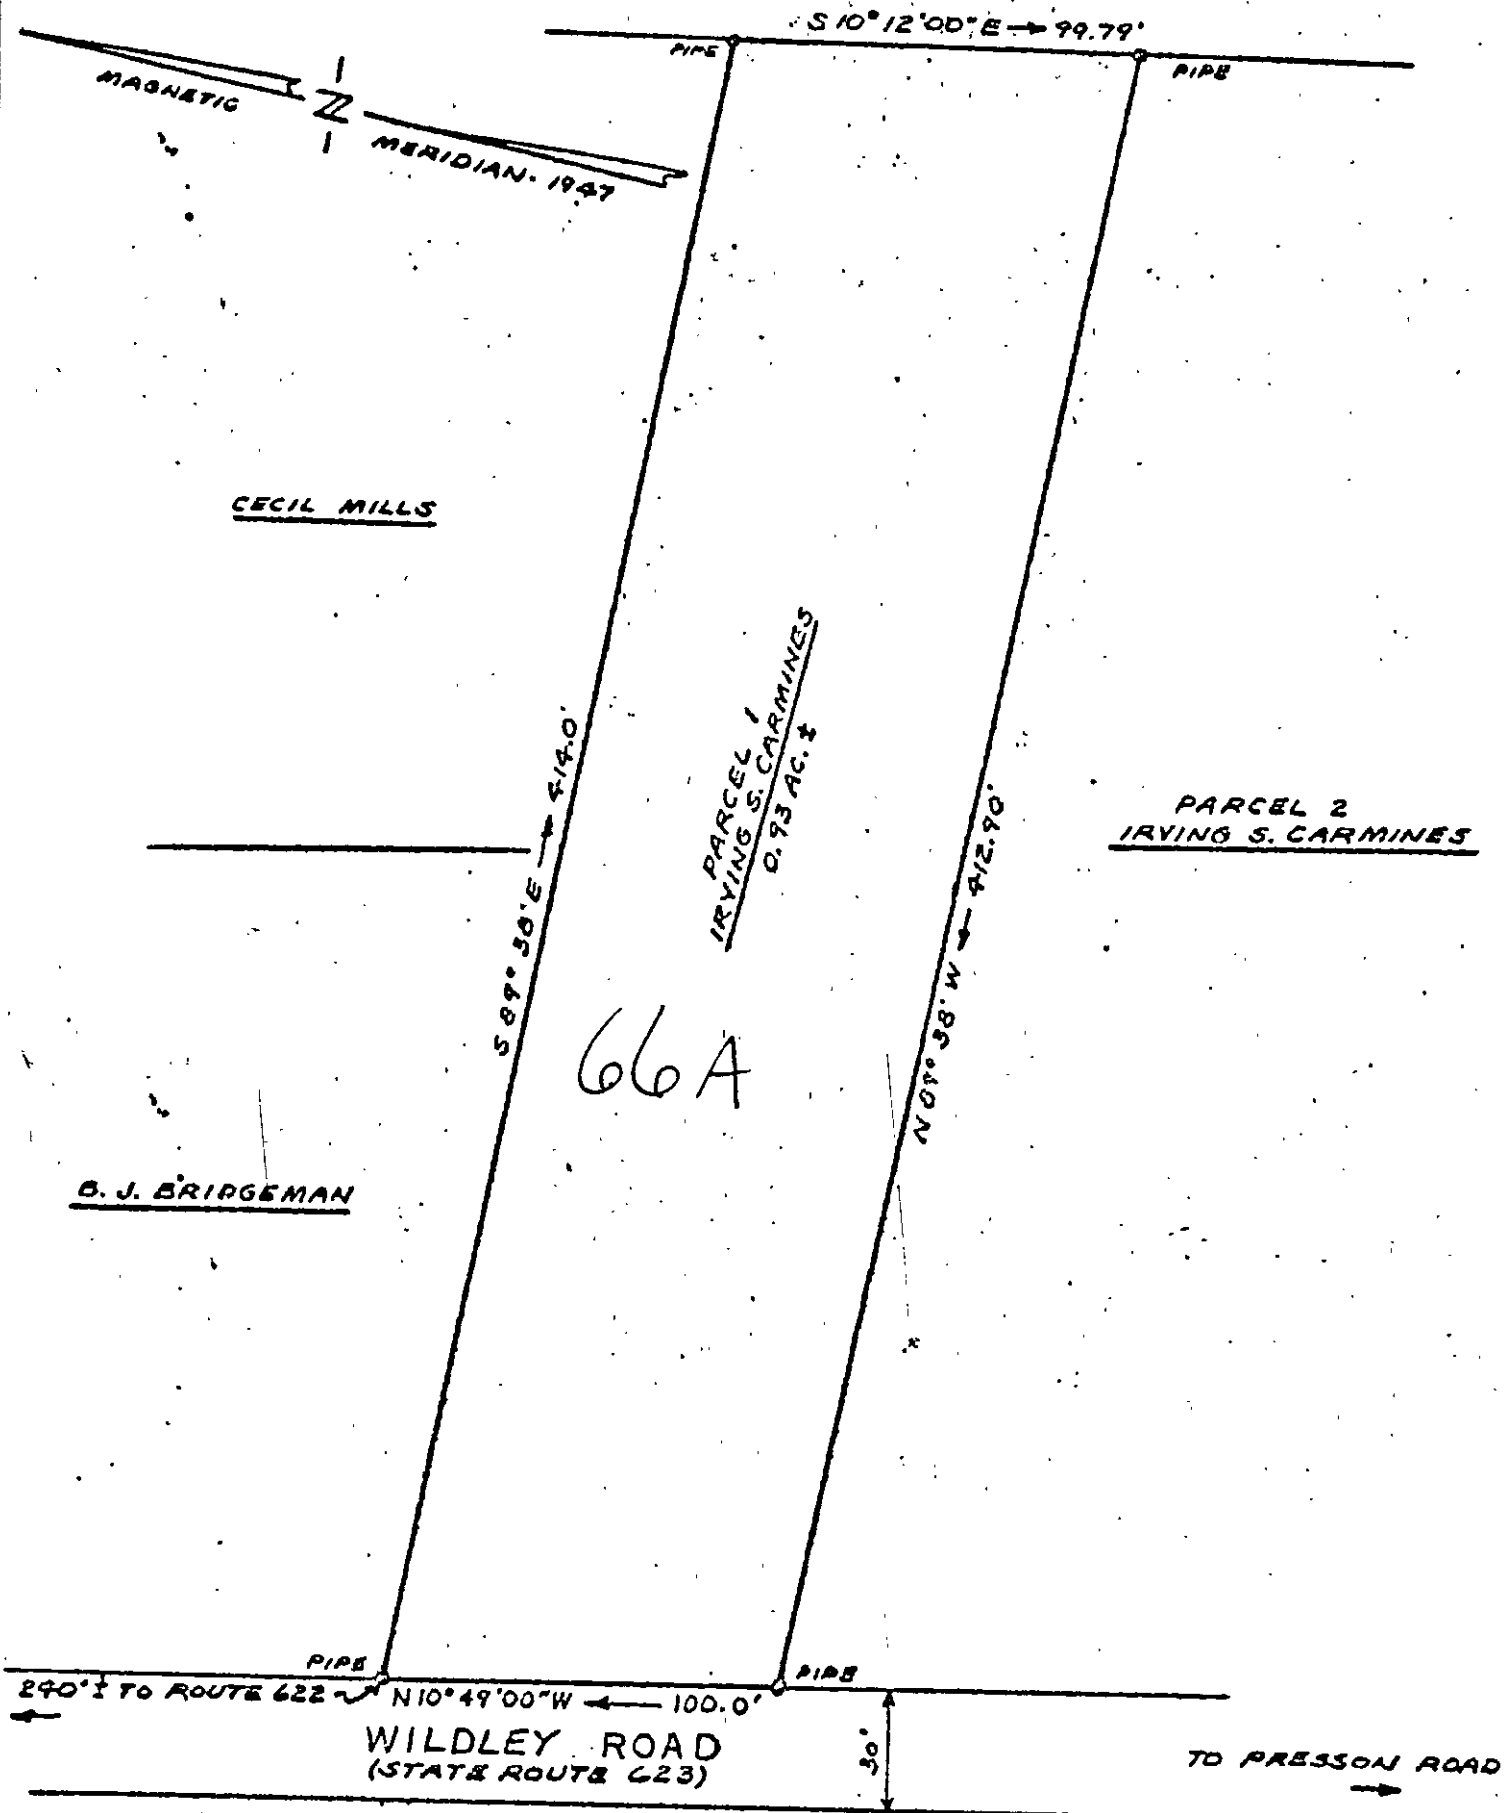 S 10° 12' 00" E → 99.79'
PIPE
PIPE
MAGNETIC
N
MERIDIAN. 1947
CECIL MILLS
PARCEL 1
IRVING S. CARMINES
0.93 AC. ±
S 89° 38' E → 414.0'
N 89° 38' W ← 412.90'
PARCEL 2
IRVING S. CARMINES
66A
B. J. BRIDGEMAN
PIPE
PIPE
240' ± TO ROUTE 622
N 10° 49' 00" W ← 100.0'
WILDLEY ROAD
(STATE ROUTE 623)
30'
TO PRESSON ROAD
→